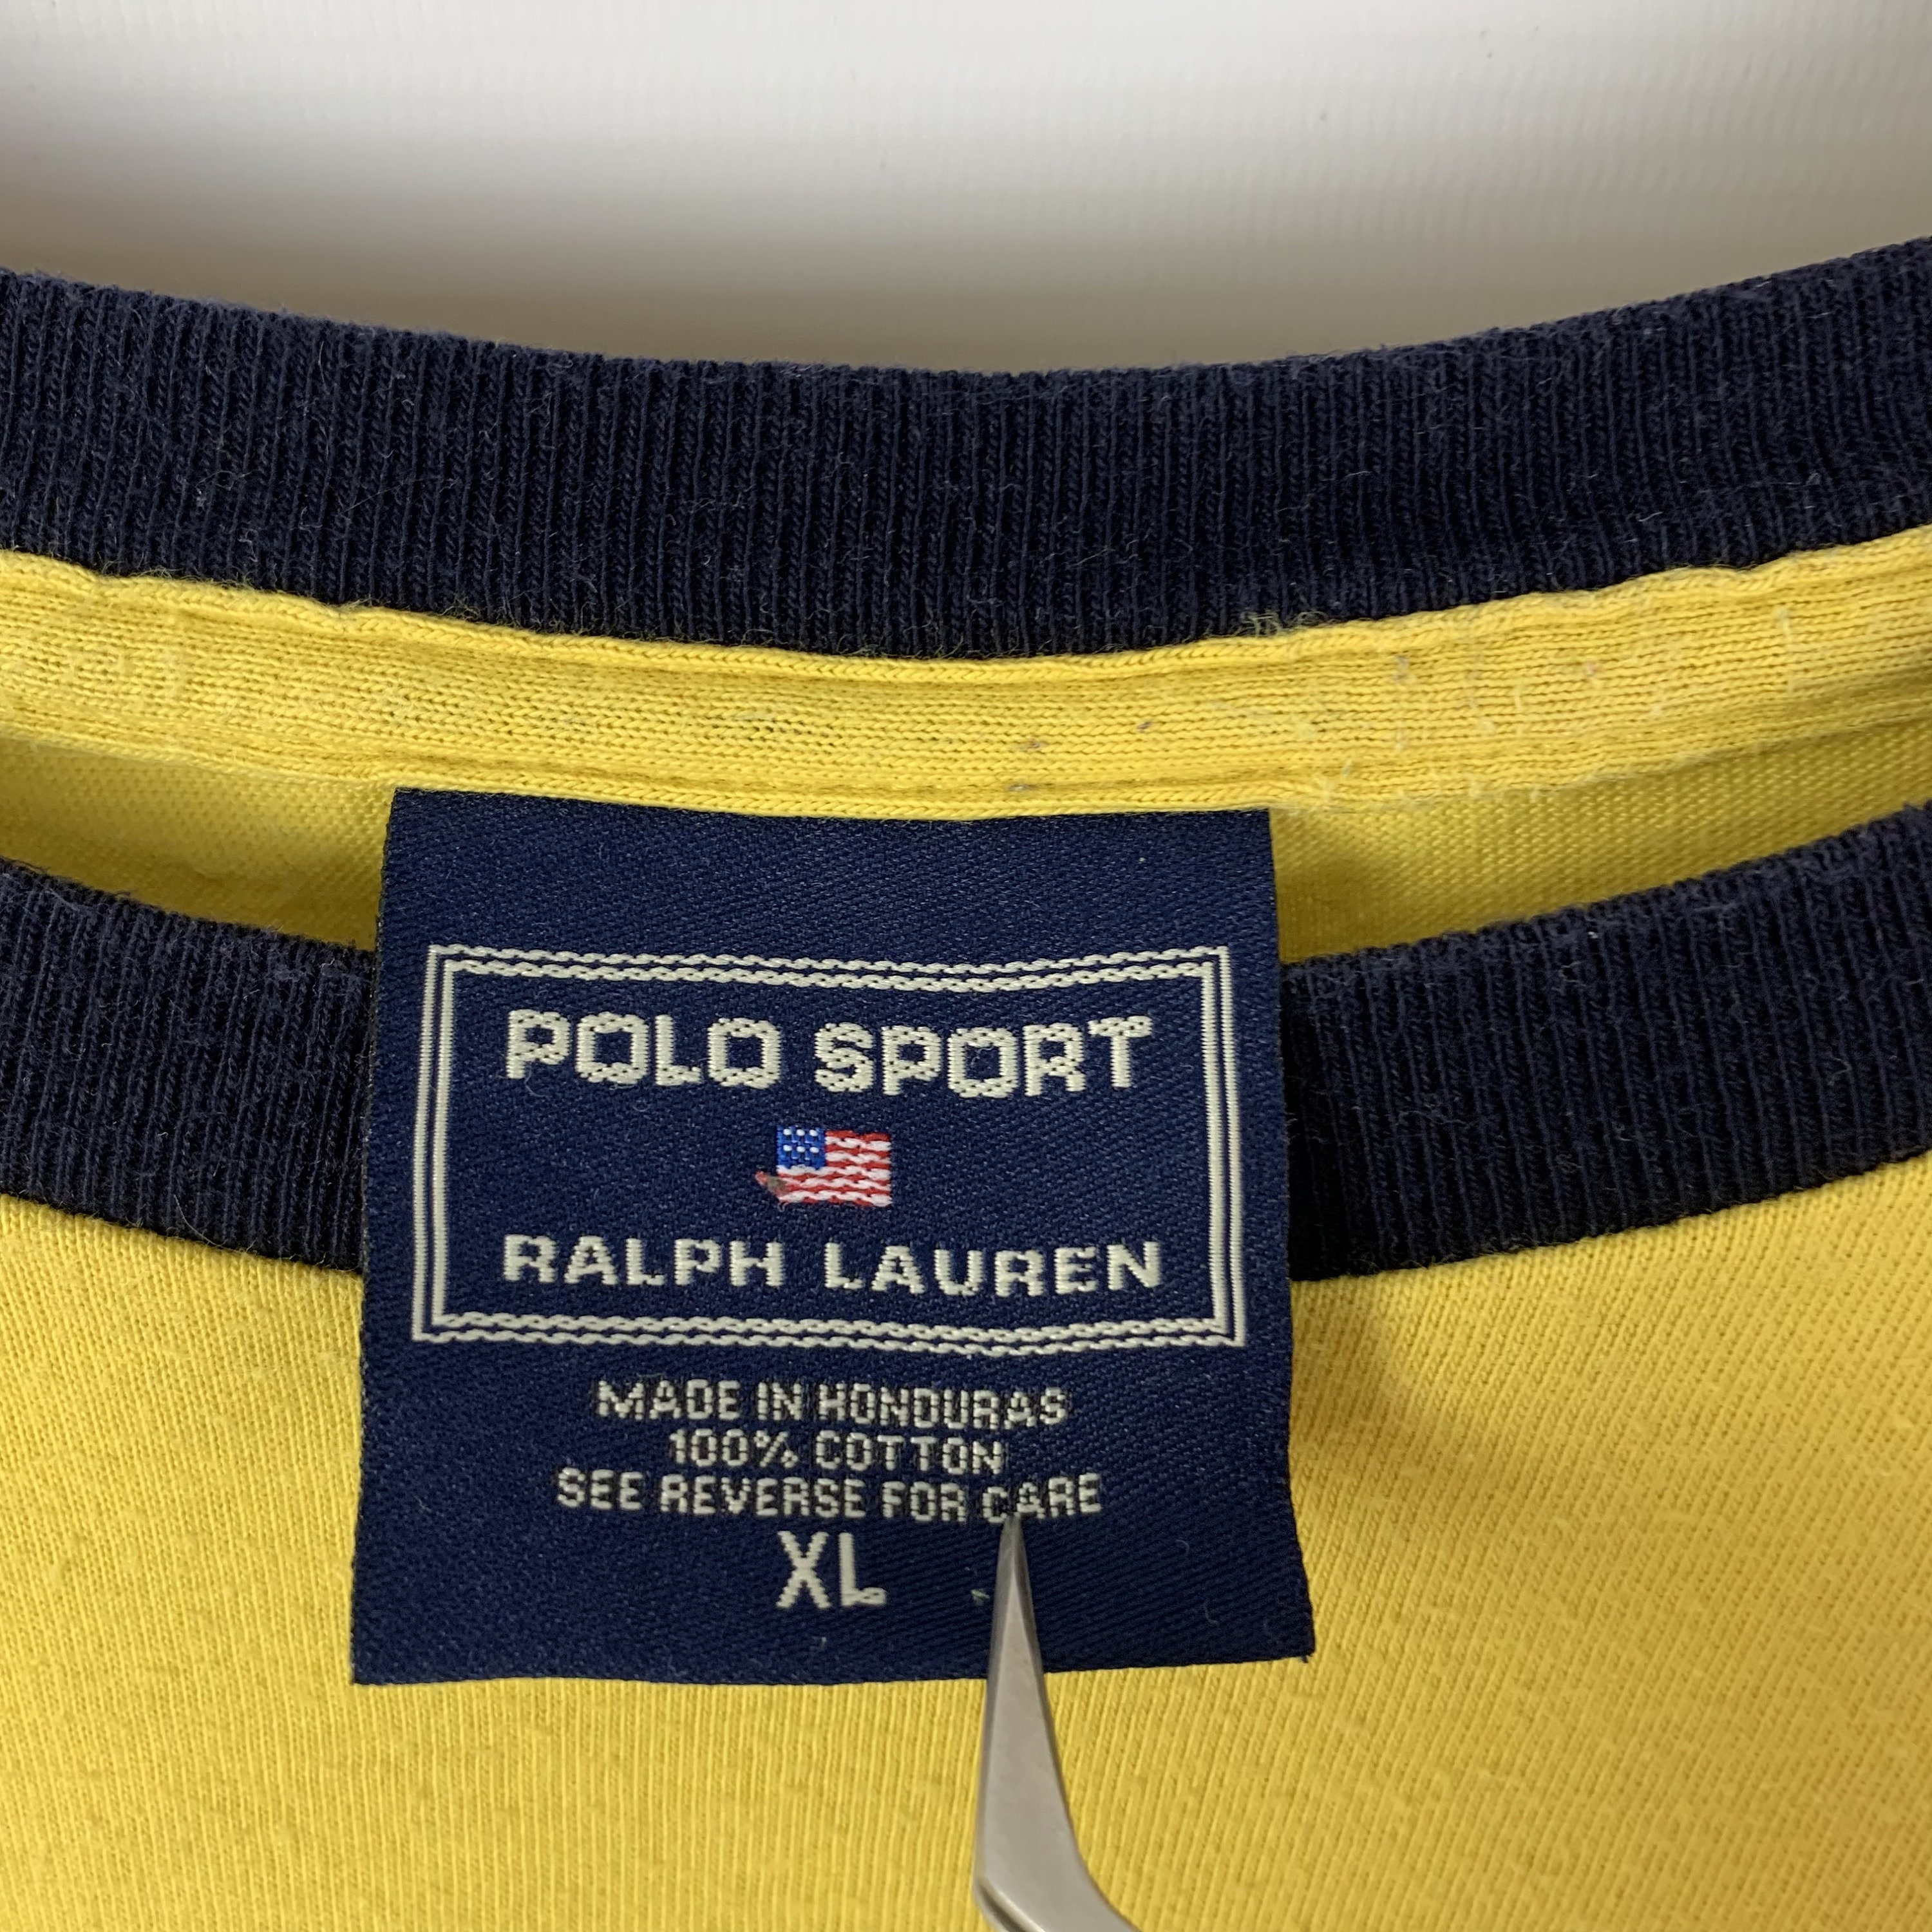 POLO SPORT
RALPH LAUREN
MADE IN HONDURAS
100% COTTON
SEE REVERSE FOR CARE
XL